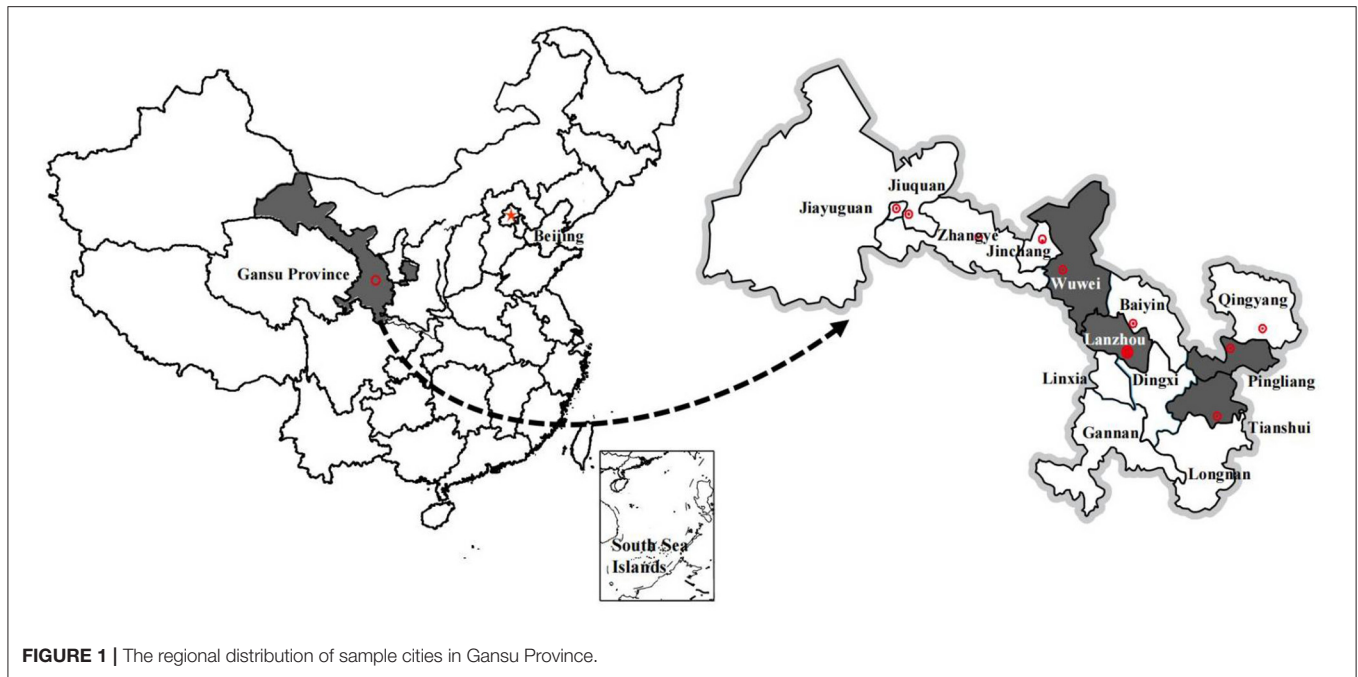 Beijing
Gansu Province
South Sea
Islands
Jiuquan
Jiayuguan
Zhangye
Jinchang
Wuwei
Baiyin
Qingyang
Lanzhou
Linxia
Dingxi
Pingliang
Gannan
Tianshui
Longnan
FIGURE 1 | The regional distribution of sample cities in Gansu Province.